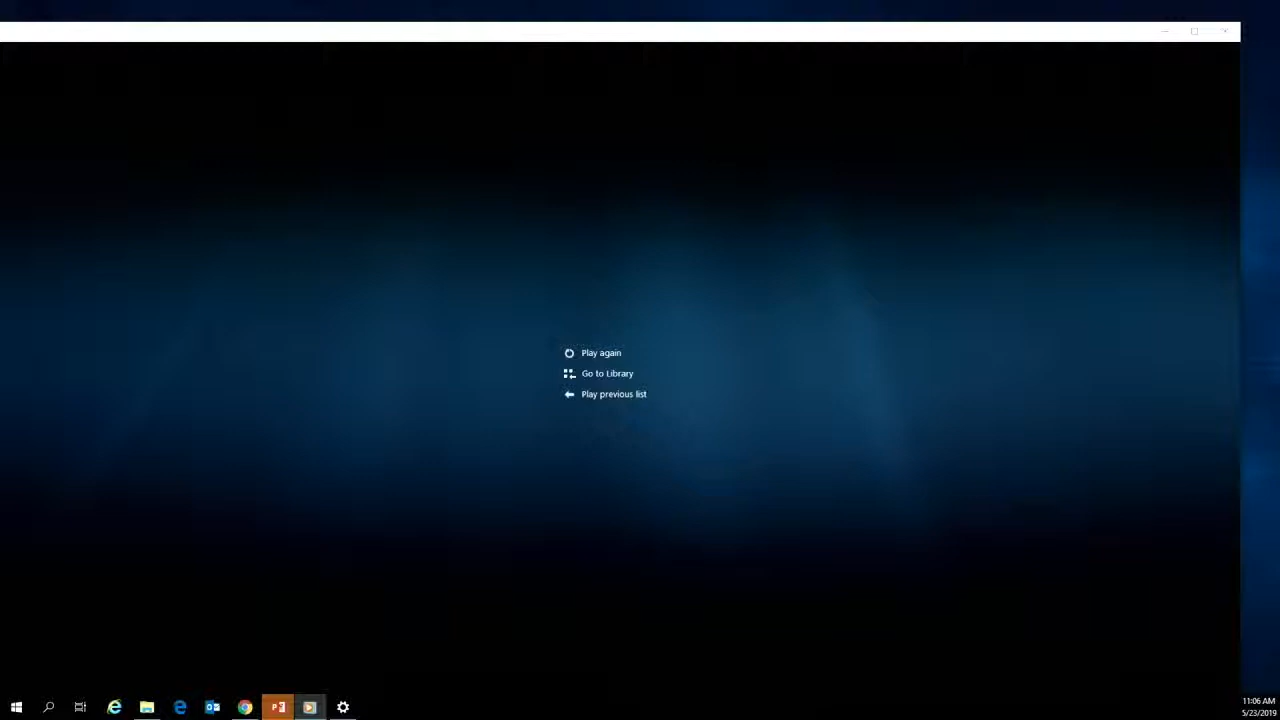 Play again
Go to Library
Play previous list
11:06 AM
5/23/2019